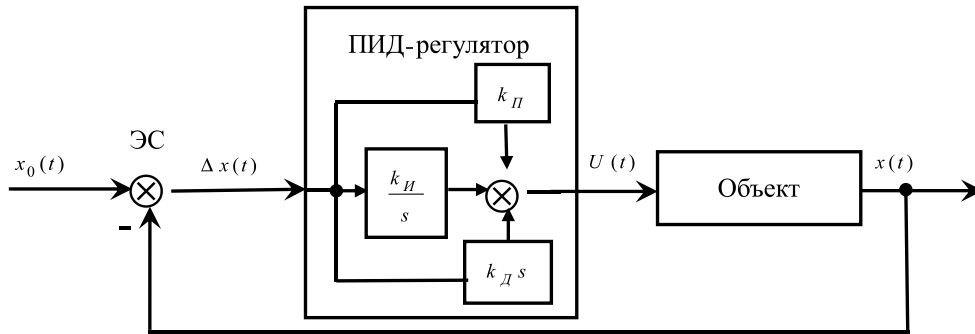 ПИД-регулятор
k_П
ЭС
x_0(t)
Δx(t)
k_И
s
U(t)
Объект
x(t)
-
k_Д s